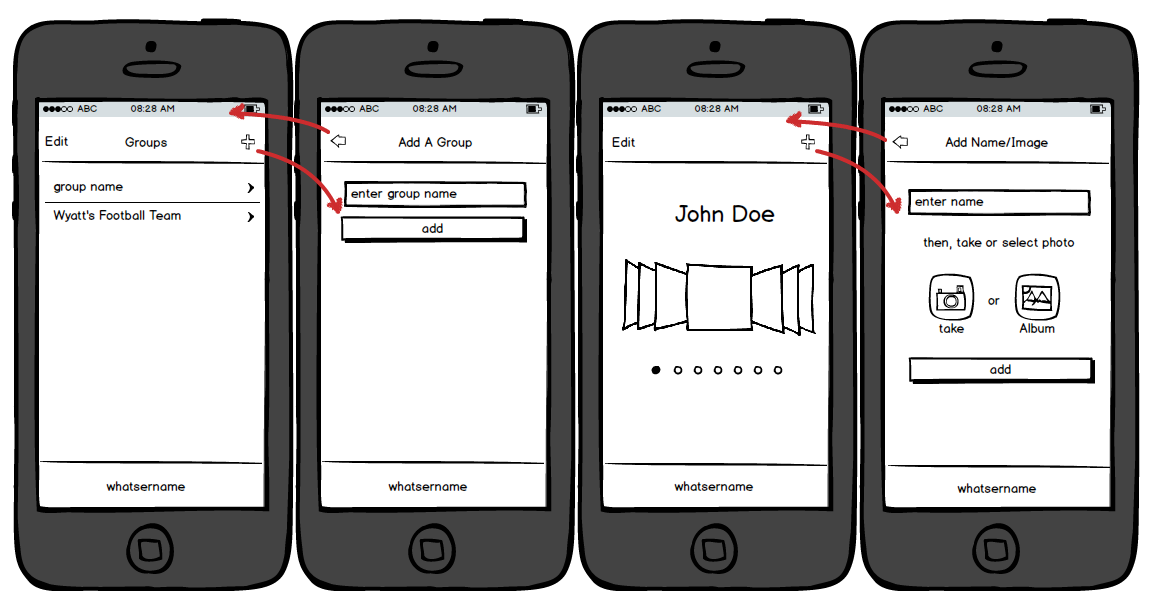 ABC 08:28 AM
Edit Groups
group name
Wyatt's Football Team
whatsername
ABC 08:28 AM
Add A Group
enter group name
add
whatsername
ABC 08:28 AM
Edit
John Doe
whatsername
ABC 08:28 AM
Add Name/Image
enter name
then, take or select photo
or
take Album
add
whatsername